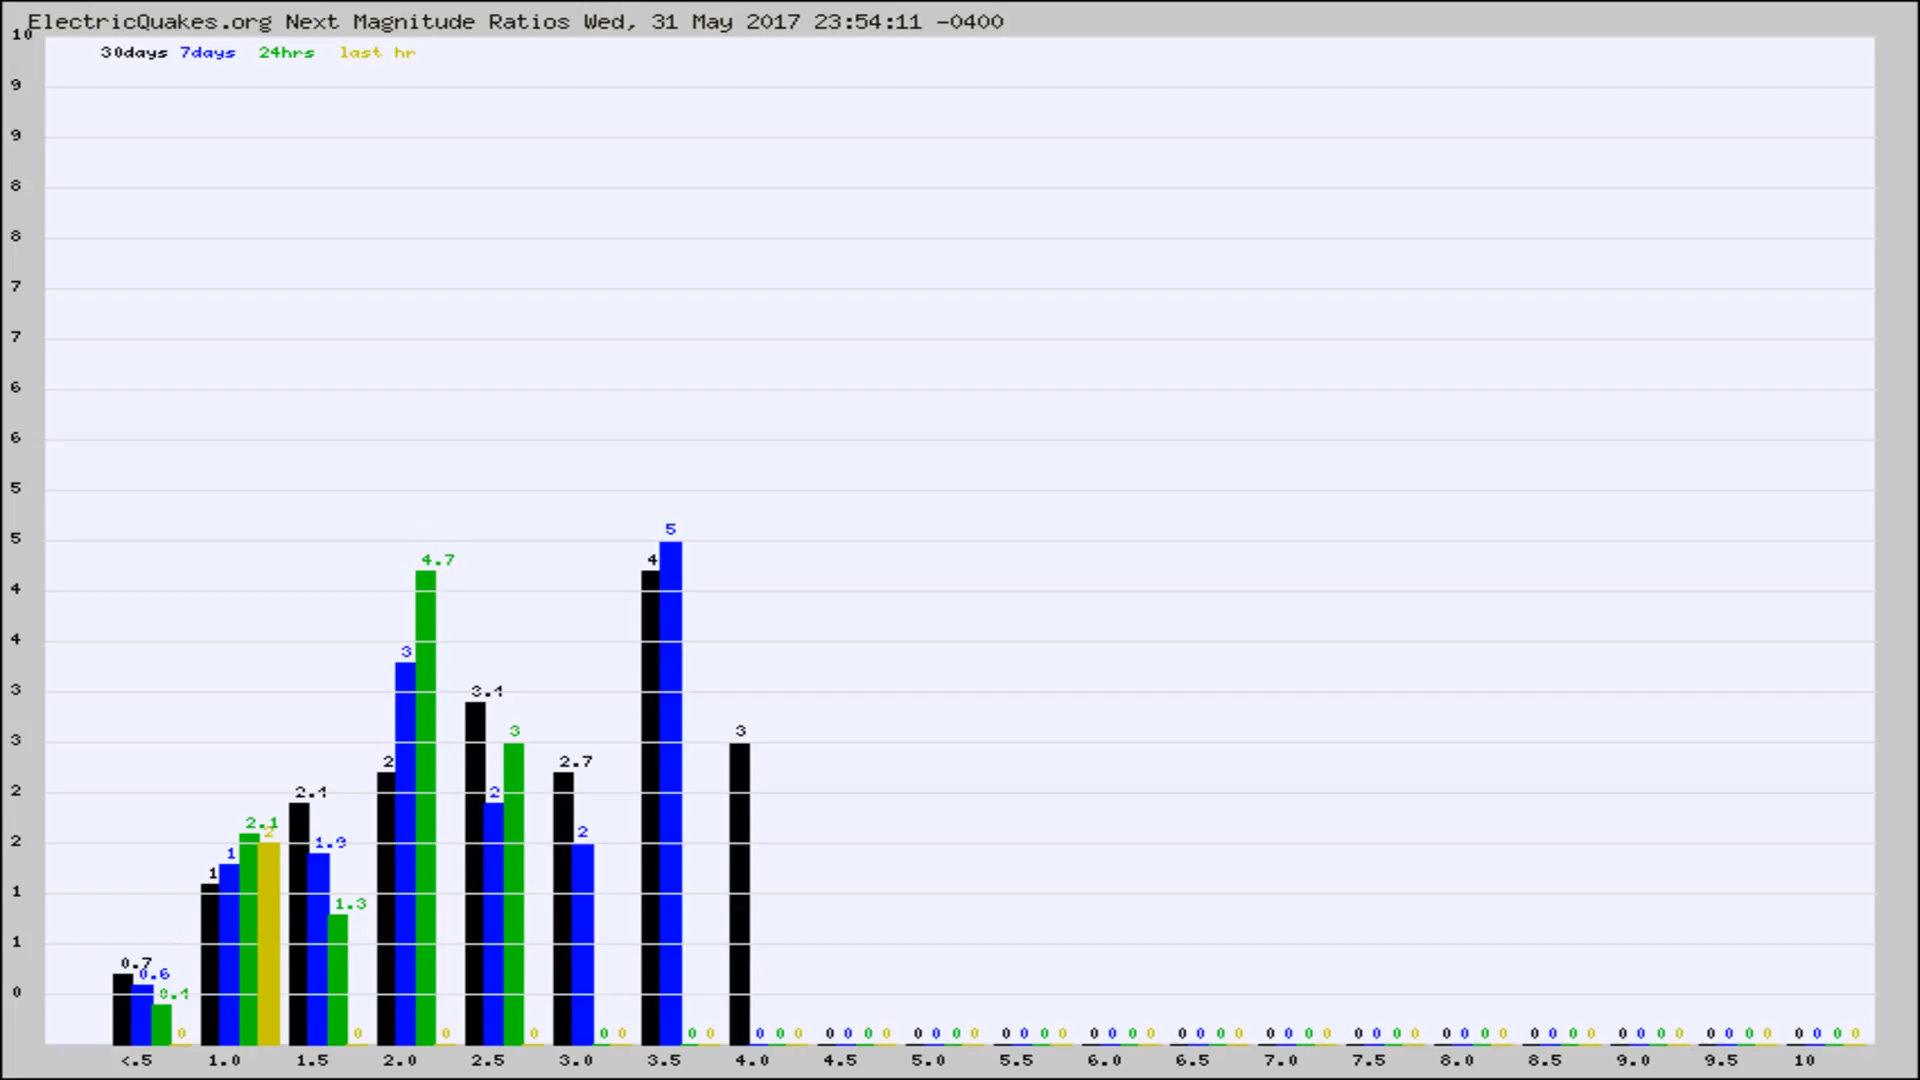 ElectricQuakes.org Next Magnitude Ratios Wed, 31 May 2017 23:54:11 -0400
30days 7days 24hrs last hr
10
9
9
8
8
7
7
6
6
5
5
4
4
3
3
2
2
1
1
0
0.7 0.6 0.4 0
1 1 2.1 2
2.4 1.9 1.3 0
2 3 4.7 0
3.4 2 3 0
2.7 2 0 0
4 5 0 0
3 0 0 0
0 0 0 0
0 0 0 0
0 0 0 0
0 0 0 0
0 0 0 0
0 0 0 0
0 0 0 0
0 0 0 0
0 0 0 0
0 0 0 0
0 0 0 0
0 0 0 0
<.5 1.0 1.5 2.0 2.5 3.0 3.5 4.0 4.5 5.0 5.5 6.0 6.5 7.0 7.5 8.0 8.5 9.0 9.5 10